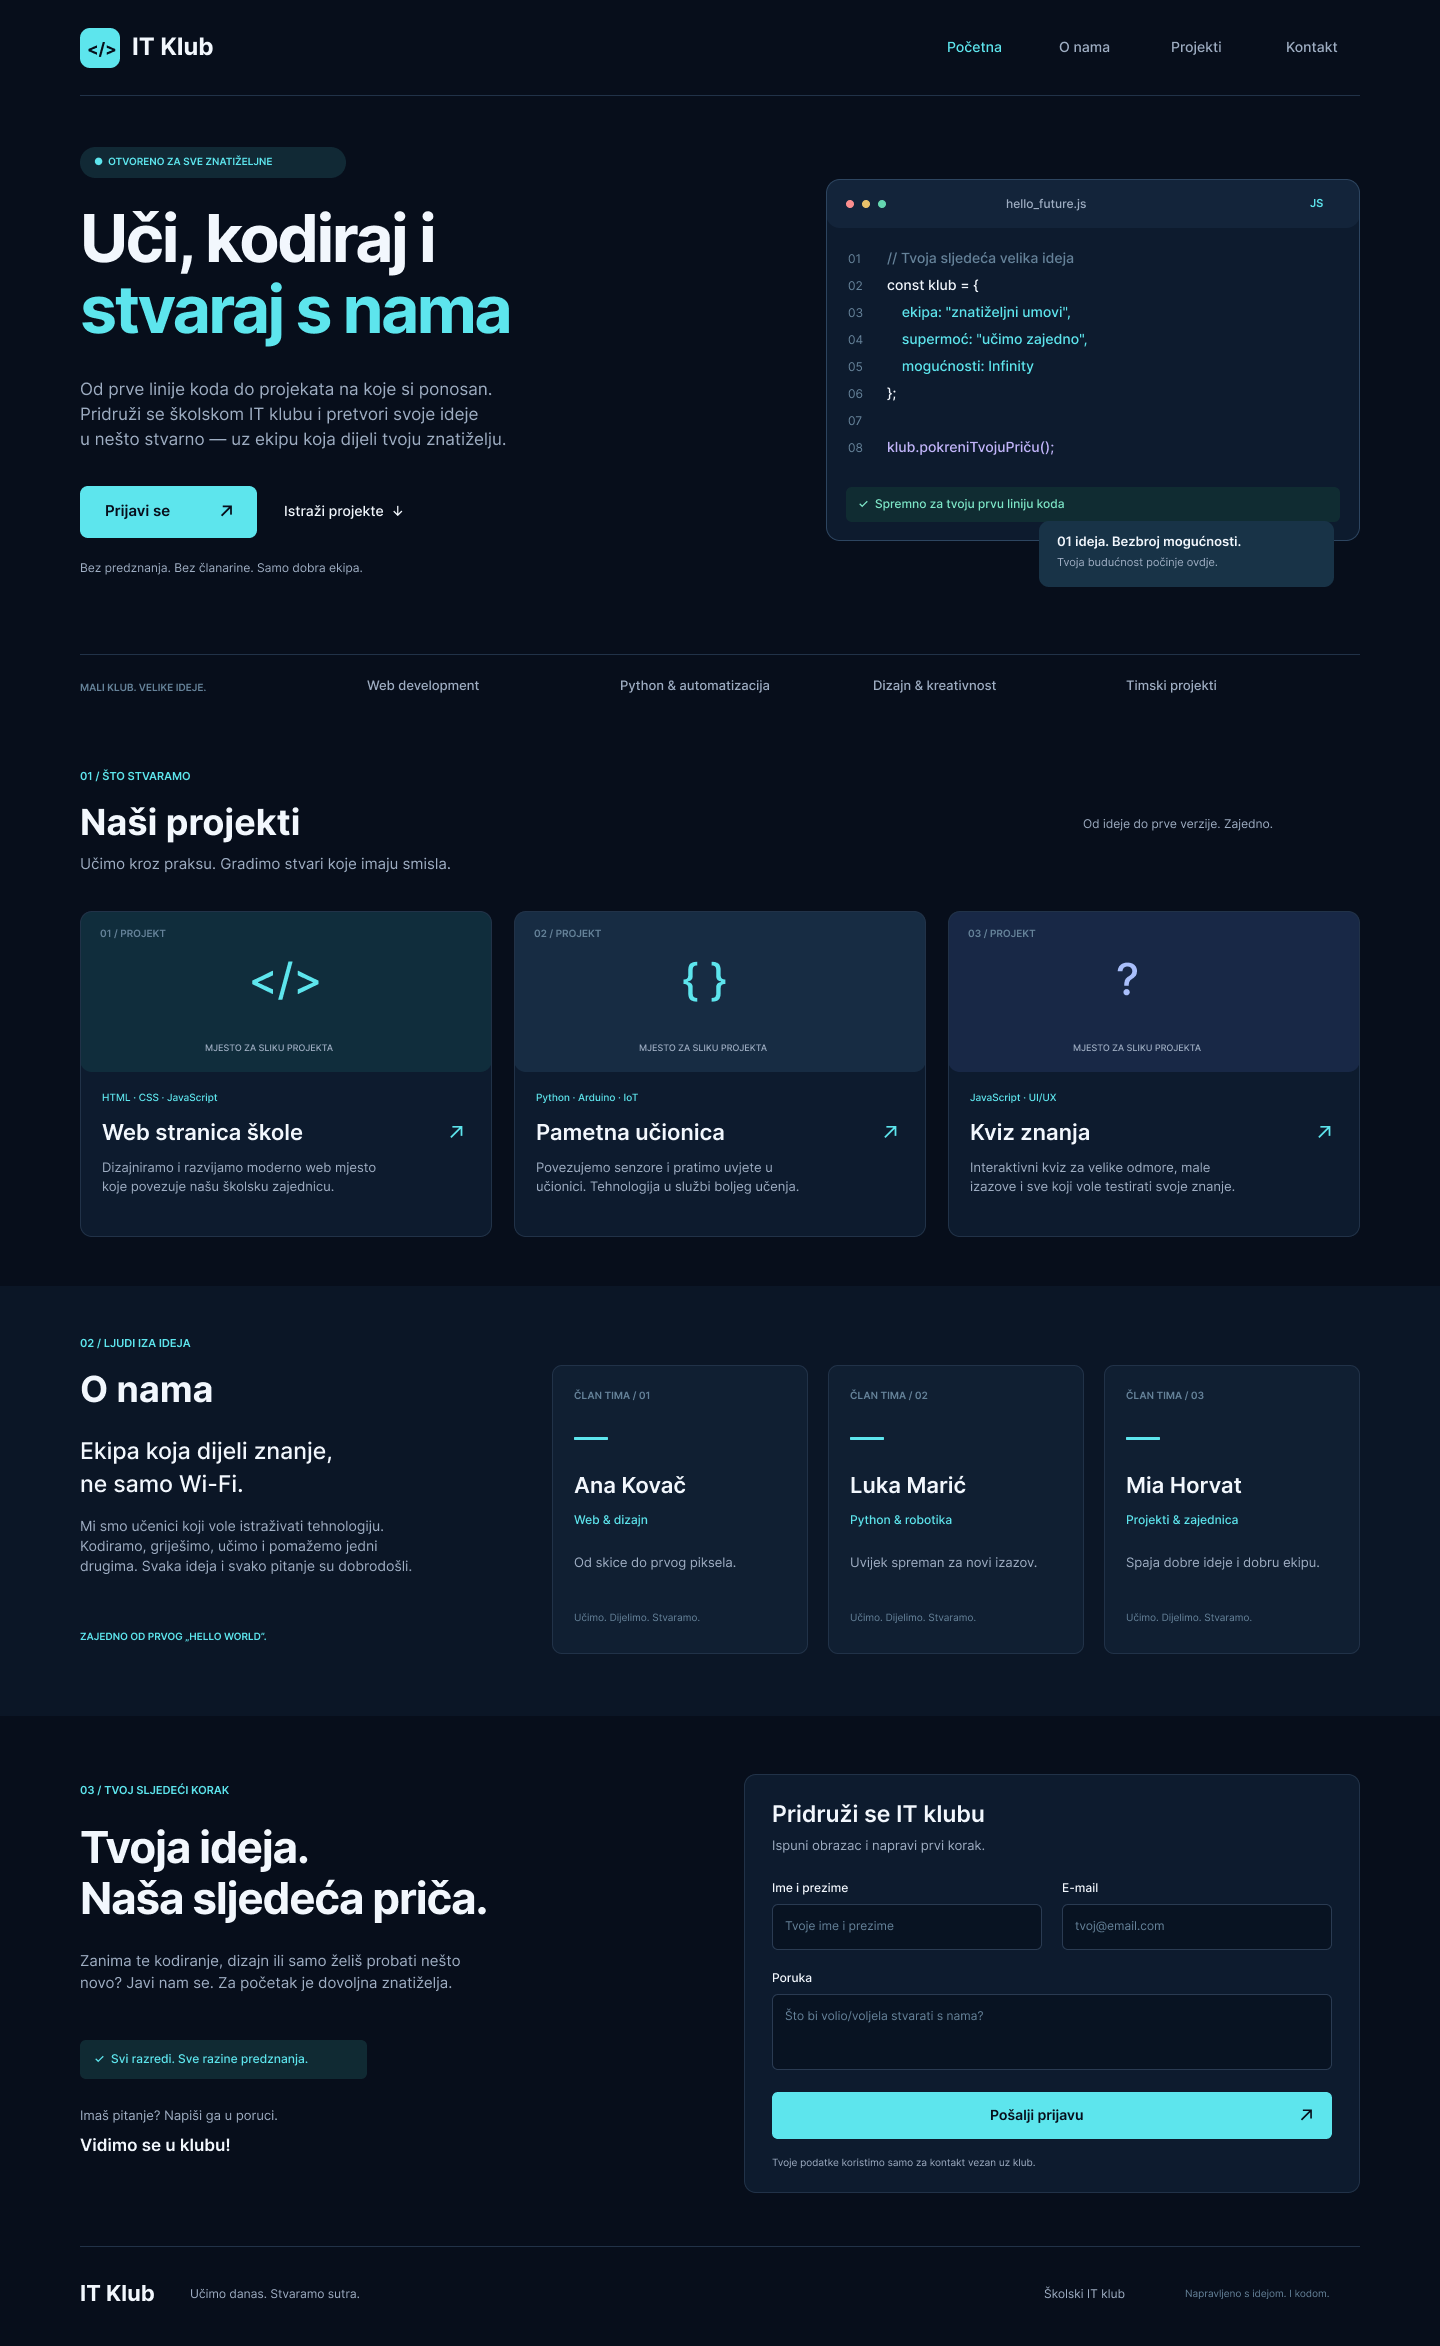 </> IT Klub
Početna O nama Projekti Kontakt
OTVORENO ZA SVE ZNATIŽELJNE
Uči, kodiraj i
stvaraj s nama
Od prve linije koda do projekata na koje si ponosan.
Pridruži se školskom IT klubu i pretvori svoje ideje
u nešto stvarno — uz ekipu koja dijeli tvoju znatiželju.
Prijavi se ↗ Istraži projekte ↓
Bez predznanja. Bez članarine. Samo dobra ekipa.
hello_future.js JS
01 // Tvoja sljedeća velika ideja
02 const klub = {
03 ekipa: "znatiželjni umovi",
04 supermoć: "učimo zajedno",
05 mogućnosti: Infinity
06 };
07
08 klub.pokreniTvojuPriču();
✓ Spremno za tvoju prvu liniju koda
01 ideja. Bezbroj mogućnosti.
Tvoja budućnost počinje ovdje.
MALI KLUB. VELIKE IDEJE. Web development Python & automatizacija Dizajn & kreativnost Timski projekti
01 / ŠTO STVARAMO
Naši projekti
Učimo kroz praksu. Gradimo stvari koje imaju smisla.
Od ideje do prve verzije. Zajedno.
01 / PROJEKT
</>
MJESTO ZA SLIKU PROJEKTA
HTML · CSS · JavaScript
Web stranica škole ↗
Dizajniramo i razvijamo moderno web mjesto
koje povezuje našu školsku zajednicu.
02 / PROJEKT
{ }
MJESTO ZA SLIKU PROJEKTA
Python · Arduino · IoT
Pametna učionica ↗
Povezujemo senzore i pratimo uvjete u
učionici. Tehnologija u službi boljeg učenja.
03 / PROJEKT
?
MJESTO ZA SLIKU PROJEKTA
JavaScript · UI/UX
Kviz znanja ↗
Interaktivni kviz za velike odmore, male
izazove i sve koji vole testirati svoje znanje.
02 / LJUDI IZA IDEJA
O nama
Ekipa koja dijeli znanje,
ne samo Wi-Fi.
Mi smo učenici koji vole istraživati tehnologiju.
Kodiramo, griješimo, učimo i pomažemo jedni
drugima. Svaka ideja i svako pitanje su dobrodošli.
ZAJEDNO OD PRVOG „HELLO WORLD“.
ČLAN TIMA / 01
Ana Kovač
Web & dizajn
Od skice do prvog piksela.
Učimo. Dijelimo. Stvaramo.
ČLAN TIMA / 02
Luka Marić
Python & robotika
Uvijek spreman za novi izazov.
Učimo. Dijelimo. Stvaramo.
ČLAN TIMA / 03
Mia Horvat
Projekti & zajednica
Spaja dobre ideje i dobru ekipu.
Učimo. Dijelimo. Stvaramo.
03 / TVOJ SLJEDEĆI KORAK
Tvoja ideja.
Naša sljedeća priča.
Zanima te kodiranje, dizajn ili samo želiš probati nešto
novo? Javi nam se. Za početak je dovoljna znatiželja.
✓ Svi razredi. Sve razine predznanja.
Imaš pitanje? Napiši ga u poruci.
Vidimo se u klubu!
Pridruži se IT klubu
Ispuni obrazac i napravi prvi korak.
Ime i prezime E-mail
Tvoje ime i prezime tvoj@email.com
Poruka
Što bi volio/voljela stvarati s nama?
Pošalji prijavu ↗
Tvoje podatke koristimo samo za kontakt vezan uz klub.
IT Klub Učimo danas. Stvaramo sutra. Školski IT klub Napravljeno s idejom. I kodom.